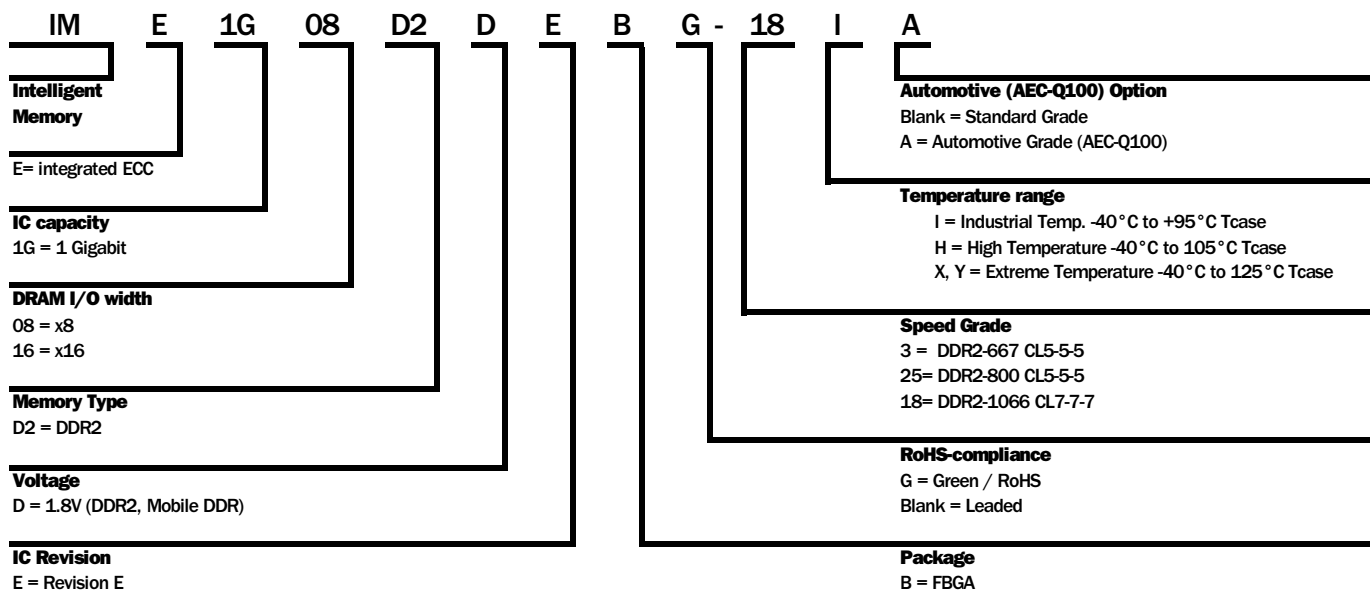 IM E 1G 08 D2 D E B G - 18 I A
Intelligent
Memory
E= integrated ECC
IC capacity
1G = 1 Gigabit
DRAM I/O width
08 = x8
16 = x16
Memory Type
D2 = DDR2
Voltage
D = 1.8V (DDR2, Mobile DDR)
IC Revision
E = Revision E
Automotive (AEC-Q100) Option
Blank = Standard Grade
A = Automotive Grade (AEC-Q100)
Temperature range
I = Industrial Temp. -40°C to +95°C Tcase
H = High Temperature -40°C to 105°C Tcase
X, Y = Extreme Temperature -40°C to 125°C Tcase
Speed Grade
3 = DDR2-667 CL5-5-5
25= DDR2-800 CL5-5-5
18= DDR2-1066 CL7-7-7
RoHS-compliance
G = Green / RoHS
Blank = Leaded
Package
B = FBGA